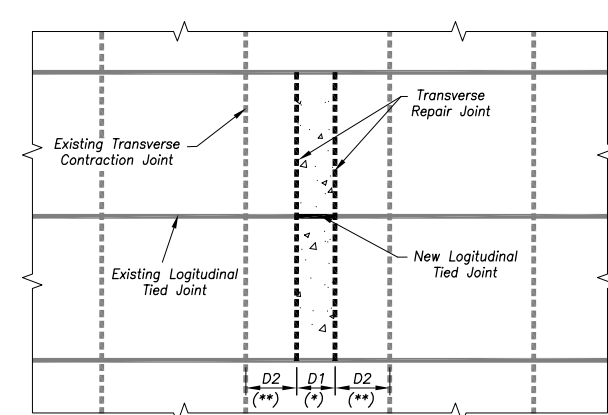 Transverse
Repair Joint
Existing Transverse
Contraction Joint
New Logitudinal
Tied Joint
Existing Logitudinal
Tied Joint
D2 D1 D2
(**) (*) (**)